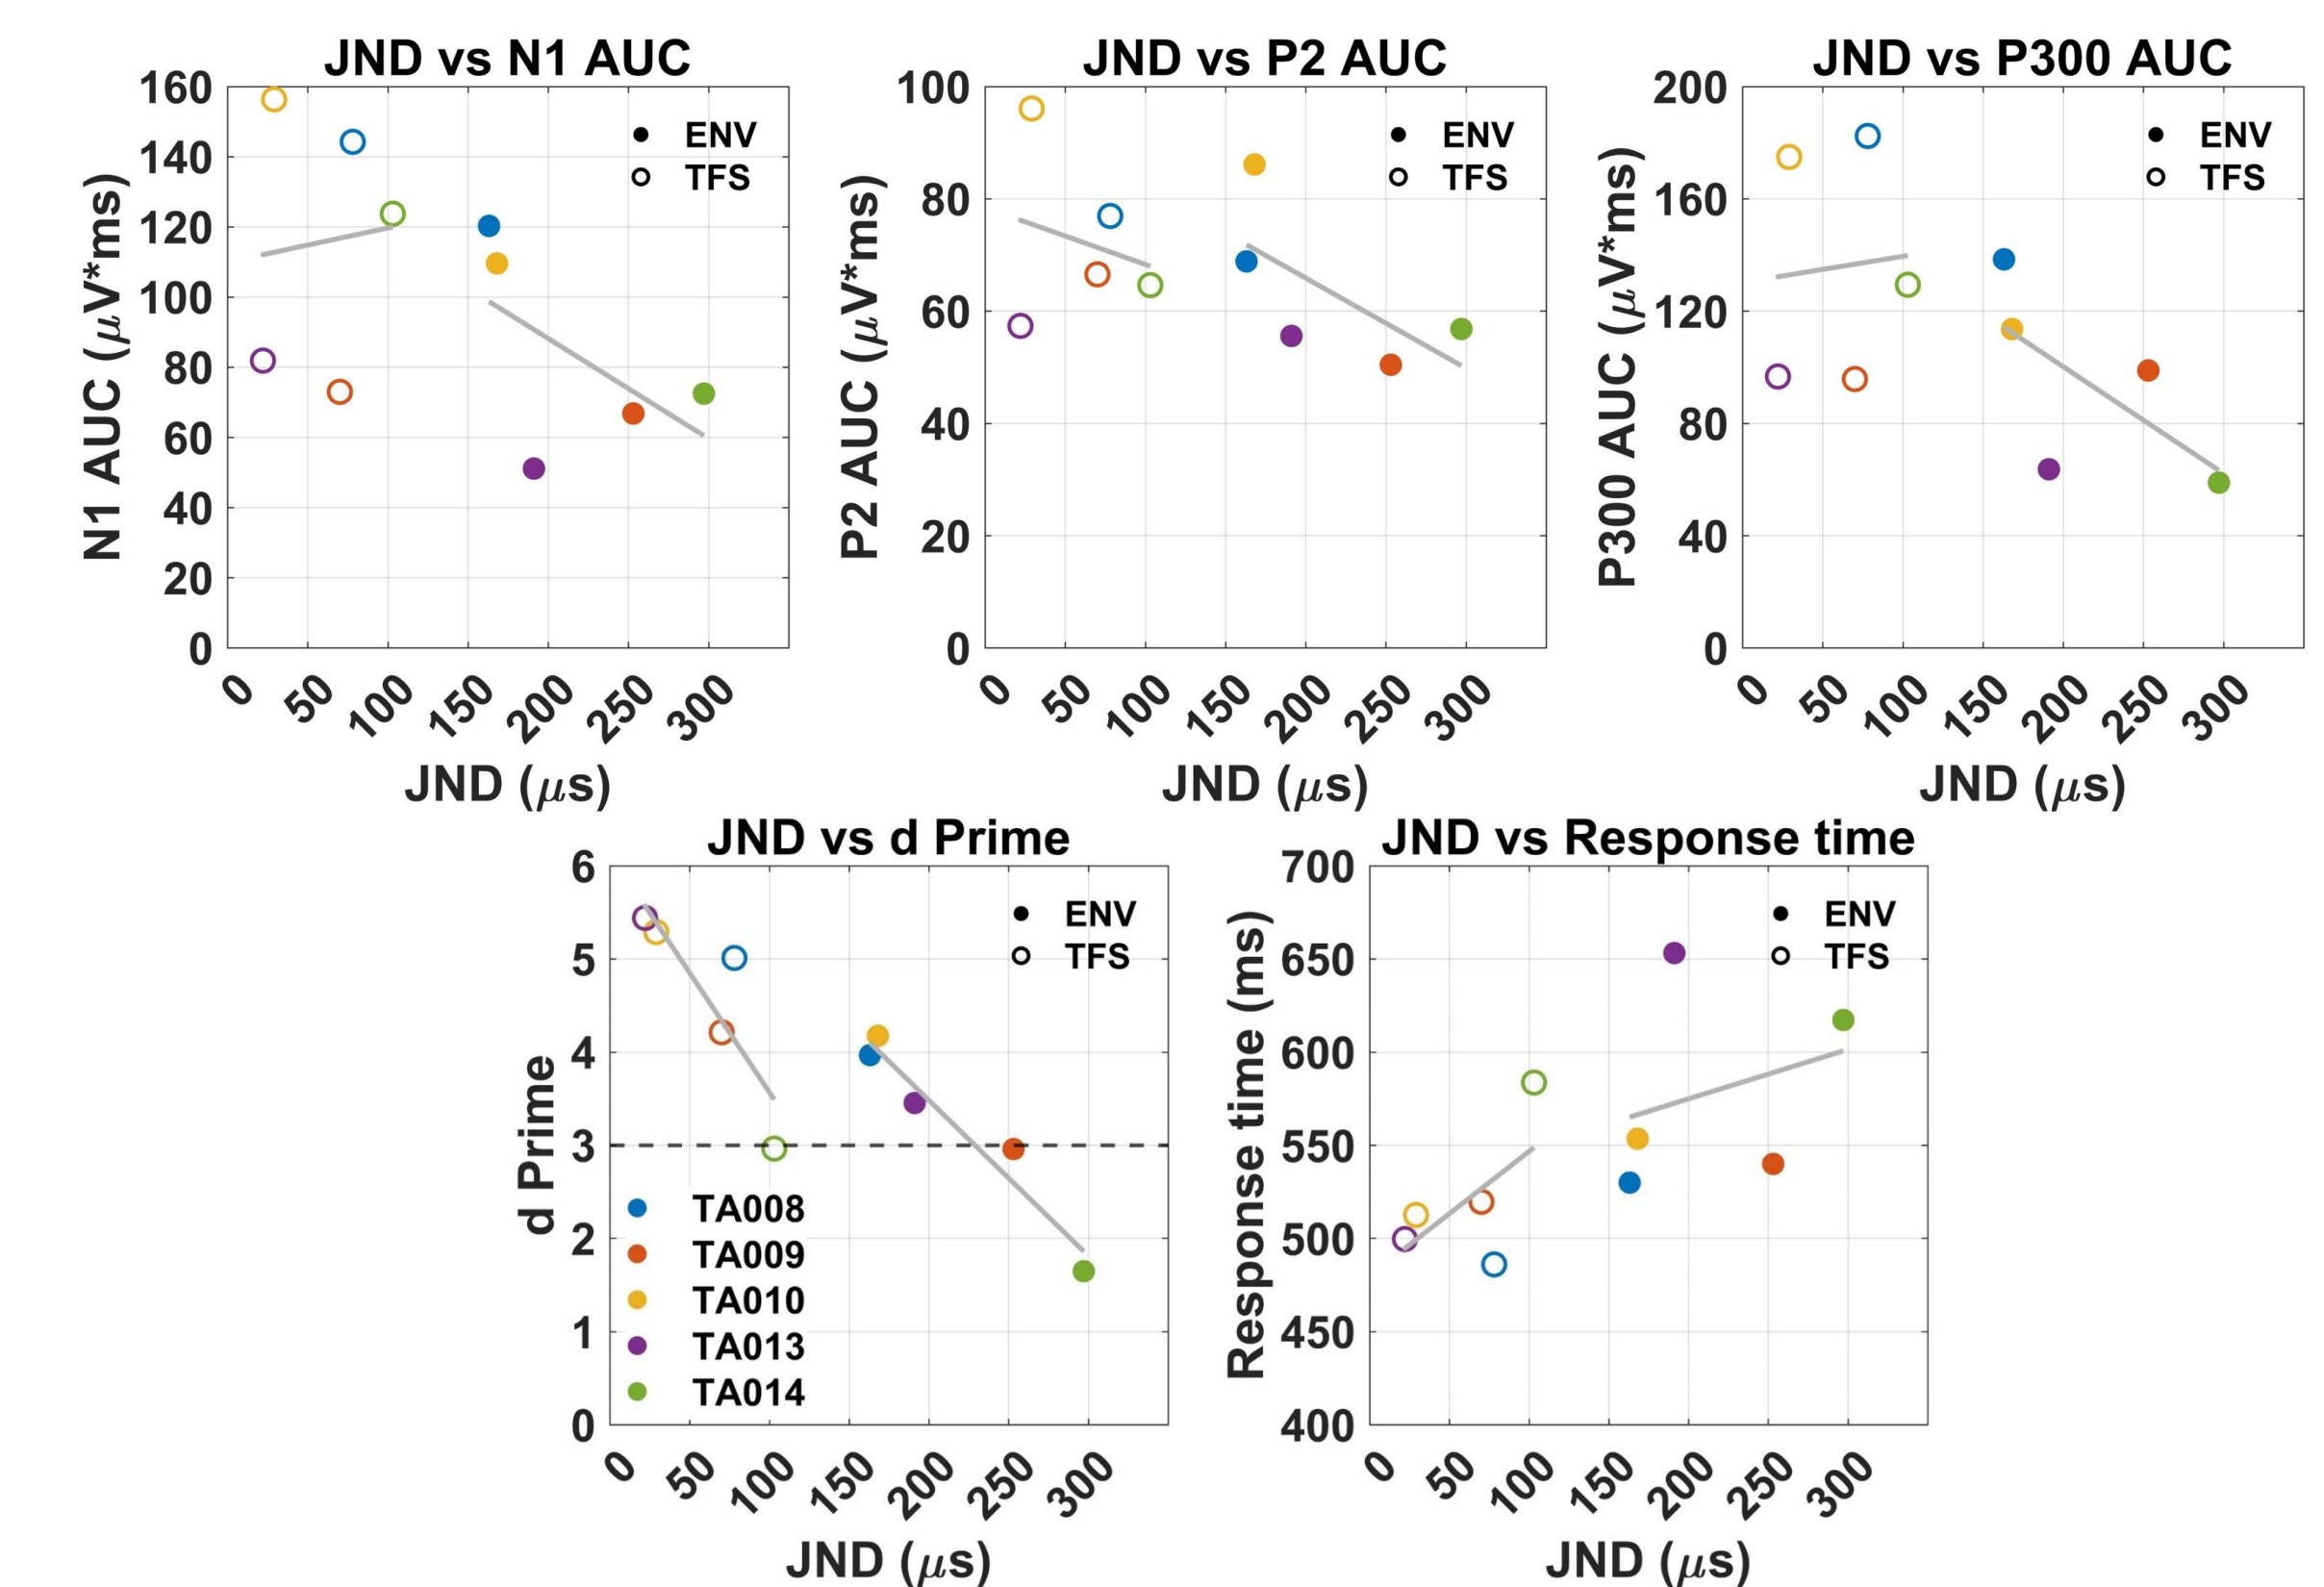 JND vs N1 AUC
N1 AUC (μV*ms)
160
140
120
100
80
60
40
20
0
ENV
TFS
0 50 100 150 200 250 300
JND (μs)
JND vs P2 AUC
P2 AUC (μV*ms)
100
80
60
40
20
0
ENV
TFS
0 50 100 150 200 250 300
JND (μs)
JND vs P300 AUC
P300 AUC (μV*ms)
200
160
120
80
40
0
ENV
TFS
0 50 100 150 200 250 300
JND (μs)
JND vs d Prime
d Prime
6
5
4
3
2
1
0
ENV
TFS
TA008
TA009
TA010
TA013
TA014
0 50 100 150 200 250 300
JND (μs)
JND vs Response time
Response time (ms)
700
650
600
550
500
450
400
ENV
TFS
0 50 100 150 200 250 300
JND (μs)